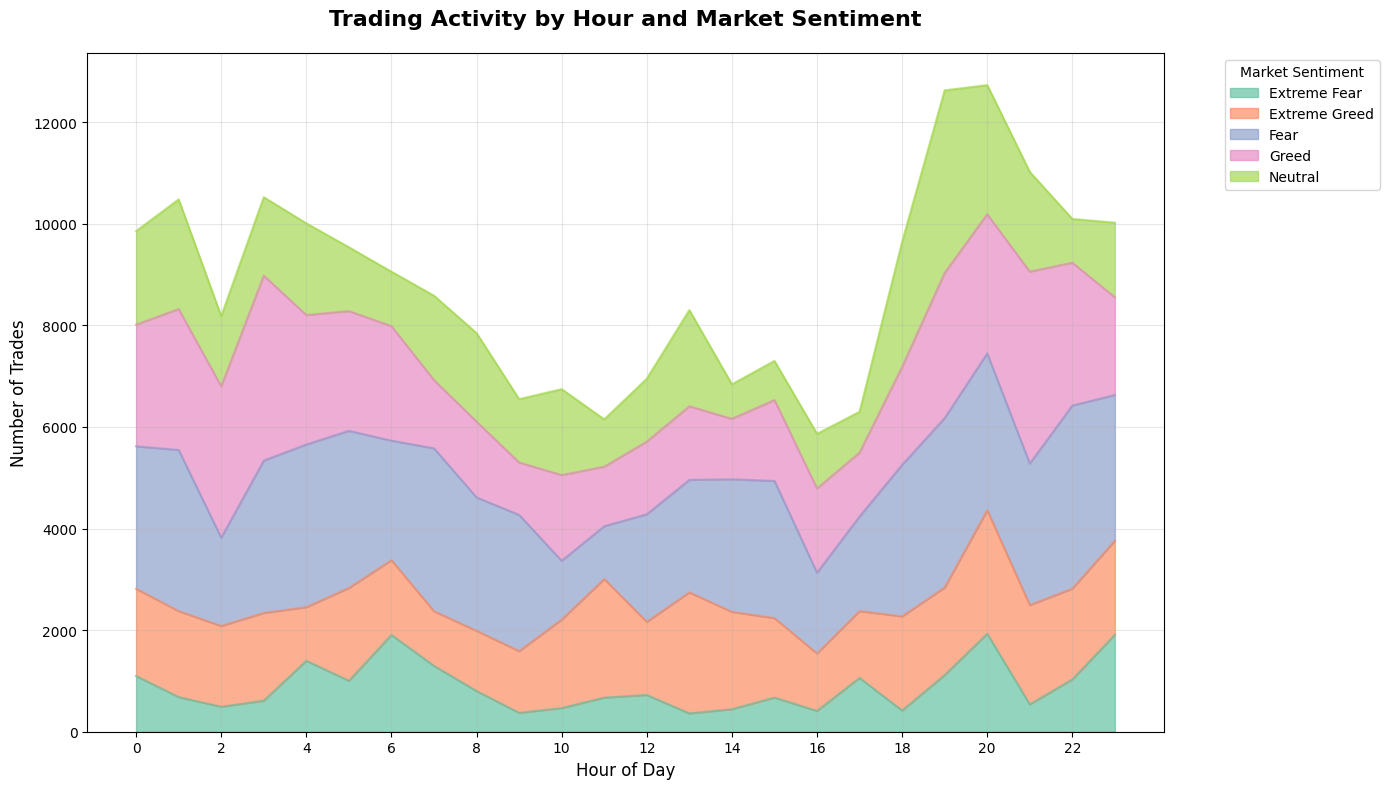 Trading Activity by Hour and Market Sentiment
Market Sentiment
Extreme Fear
Extreme Greed
Fear
Greed
Neutral
Number of Trades
12000
10000
8000
6000
4000
2000
0
0 2 4 6 8 10 12 14 16 18 20 22
Hour of Day